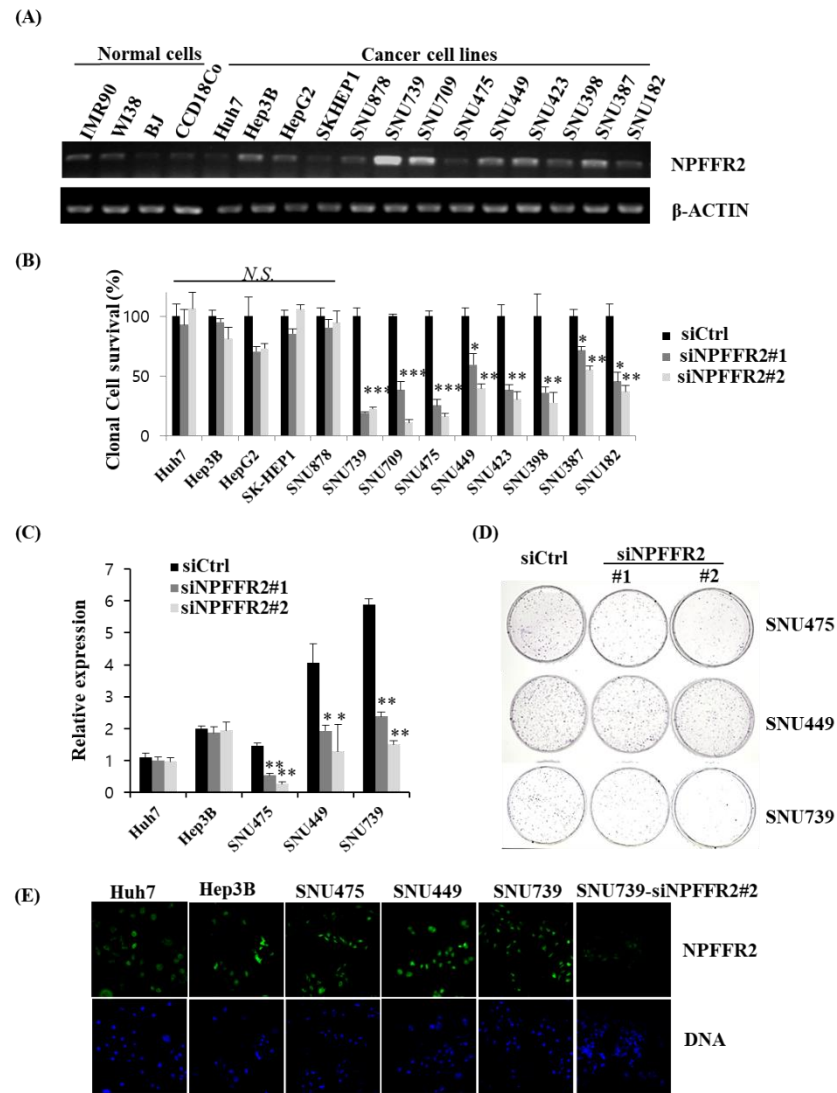 (A)
Normal cells Cancer cell lines
IMR90 WI38 BJ CCD18Co Huh7 Hep3B HepG2 SKHEP1 SNU878 SNU739 SNU709 SNU475 SNU449 SNU423 SNU398 SNU387 SNU182
NPFFR2
β-ACTIN
(B)
N.S.
Clonal Cell survival (%)
100
50
0
* * * * * * * * * * * * * * * * * * * * *
siCtrl
siNPFFR2#1
siNPFFR2#2
Huh7 Hep3B HepG2 SK-HEP1 SNU878 SNU739 SNU709 SNU475 SNU449 SNU423 SNU398 SNU387 SNU182
(C)
siCtrl
siNPFFR2#1
siNPFFR2#2
Relative expression
7
6
5
4
3
2
1
0
** ** * * ** **
Huh7 Hep3B SNU475 SNU449 SNU739
(D)
siCtrl siNPFFR2
#1 #2
SNU475
SNU449
SNU739
(E)
Huh7 Hep3B SNU475 SNU449 SNU739 SNU739-siNPFFR2#2
NPFFR2
DNA